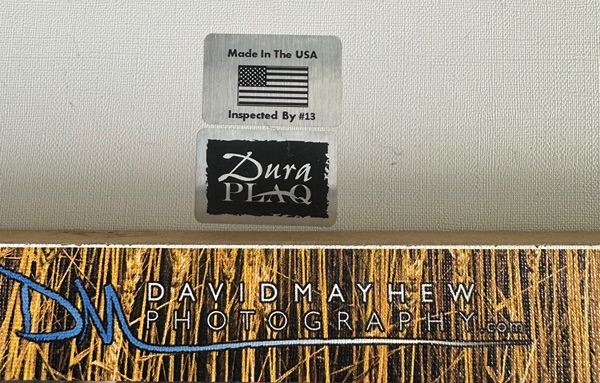 Made In The USA
Inspected By #13
Dura
PLAQ
DM
DAVIDMAYHEW
PHOTOGRAPHY.com